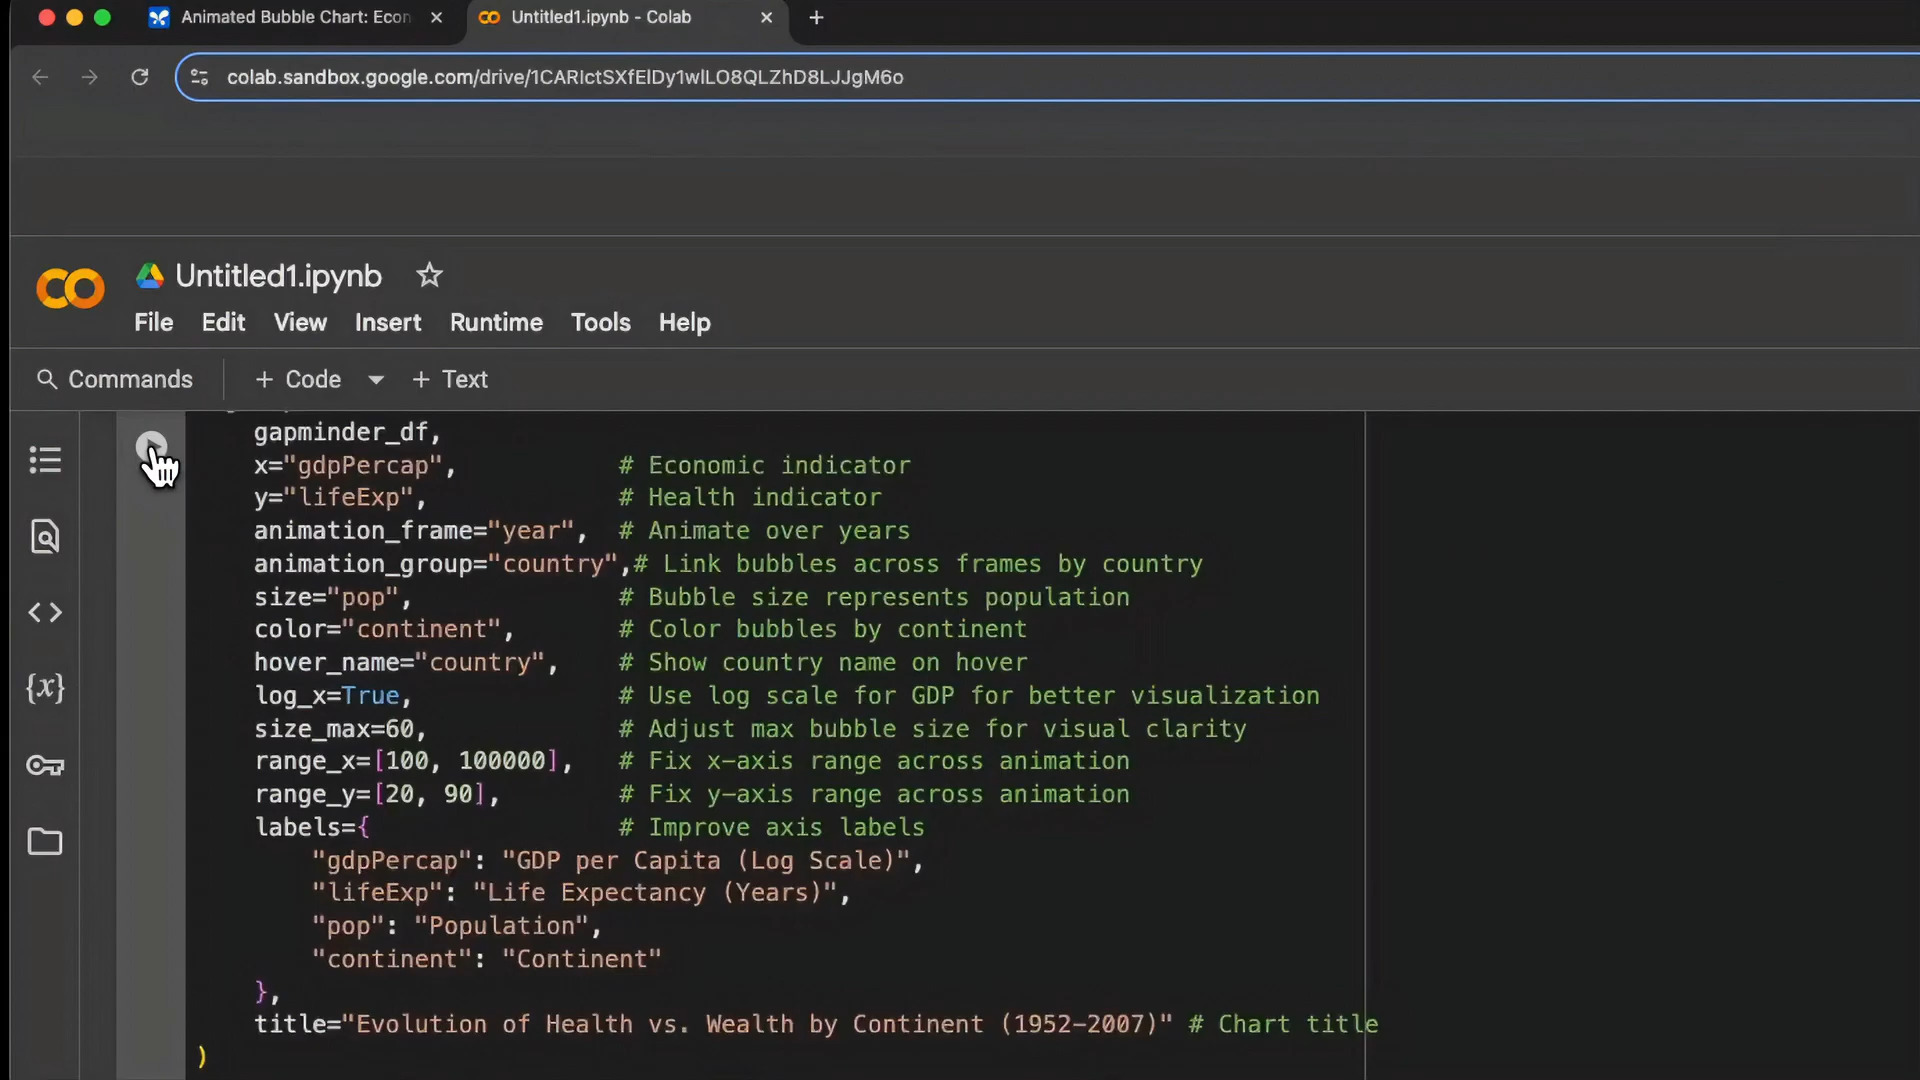 Animated Bubble Chart: Econ
Untitled1.ipynb - Colab
colab.sandbox.google.com/drive/1CARIctSXfElDy1wlLO8QLZhD8LJJgM6o
Untitled1.ipynb
File Edit View Insert Runtime Tools Help
Commands + Code + Text
gapminder_df,
x="gdpPercap", # Economic indicator
y="lifeExp", # Health indicator
animation_frame="year", # Animate over years
animation_group="country",# Link bubbles across frames by country
size="pop", # Bubble size represents population
color="continent", # Color bubbles by continent
hover_name="country", # Show country name on hover
log_x=True, # Use log scale for GDP for better visualization
size_max=60, # Adjust max bubble size for visual clarity
range_x=[100, 100000], # Fix x-axis range across animation
range_y=[20, 90], # Fix y-axis range across animation
labels={ # Improve axis labels
"gdpPercap": "GDP per Capita (Log Scale)",
"lifeExp": "Life Expectancy (Years)",
"pop": "Population",
"continent": "Continent"
},
title="Evolution of Health vs. Wealth by Continent (1952-2007)" # Chart title
)